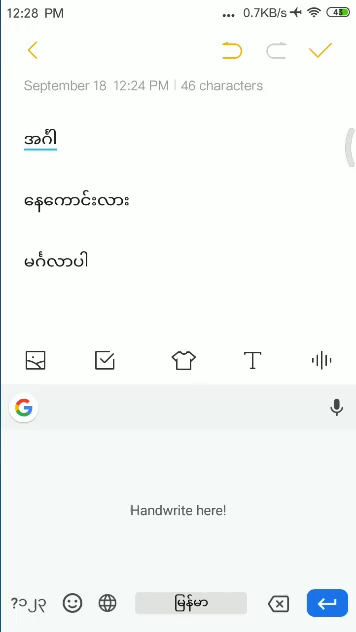 12:28 PM ... 0.7KB/s 43
September 18 12:24 PM | 46 characters
အင်္ဂါ
နေကောင်းလား
မင်္ဂလာပါ
T
G
Handwrite here!
?၁၂၃ မြန်မာ